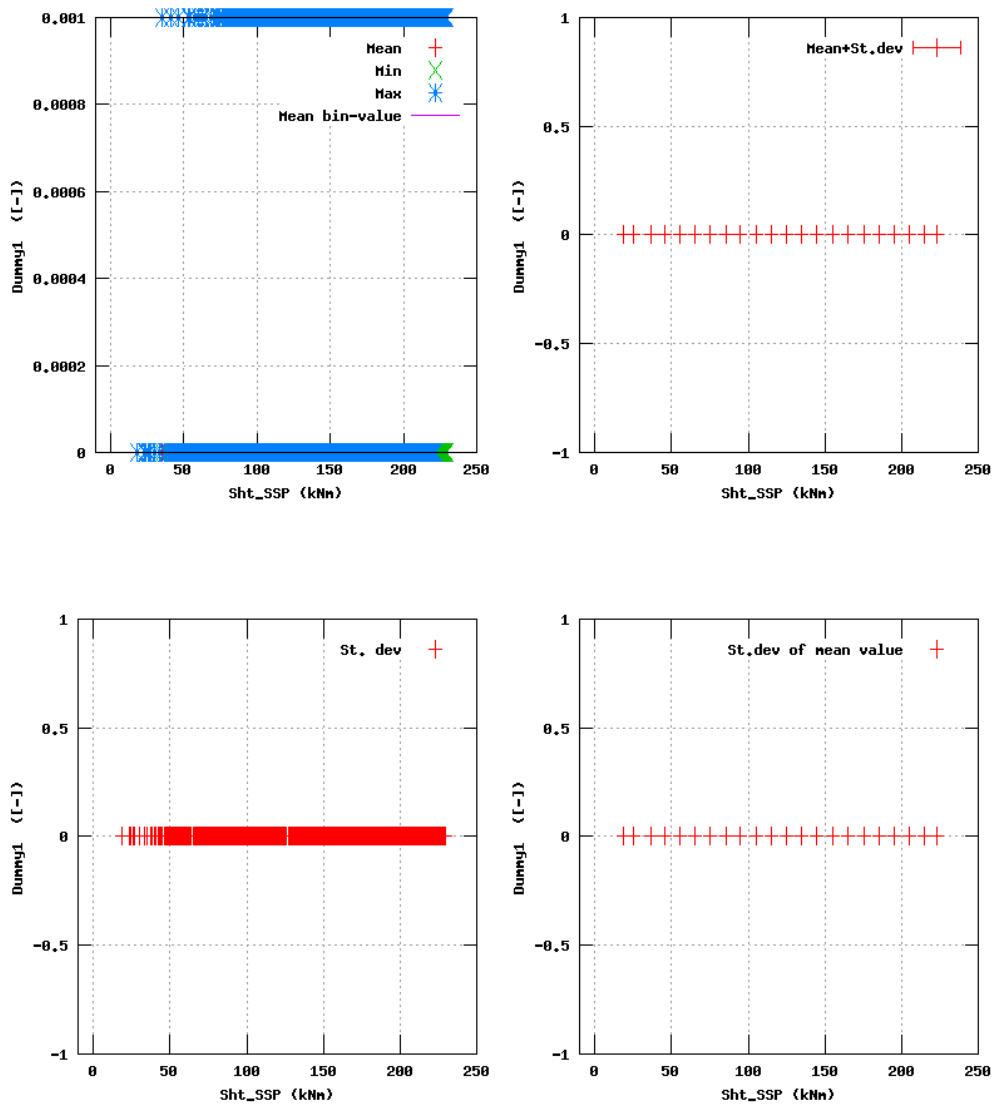 0.001
0.0008
0.0006
0.0004
0.0002
0
0 50 100 150 200 250
Sht_SSP (kNm)
Dummy1 ([-])
Mean
Min
Max
Mean bin-value
1
0.5
0
-0.5
-1
0 50 100 150 200 250
Sht_SSP (kNm)
Dummy1 ([-])
Mean+St.dev
1
0.5
0
-0.5
-1
0 50 100 150 200 250
Sht_SSP (kNm)
Dummy1 ([-])
St. dev
1
0.5
0
-0.5
-1
0 50 100 150 200 250
Sht_SSP (kNm)
Dummy1 ([-])
St.dev of mean value